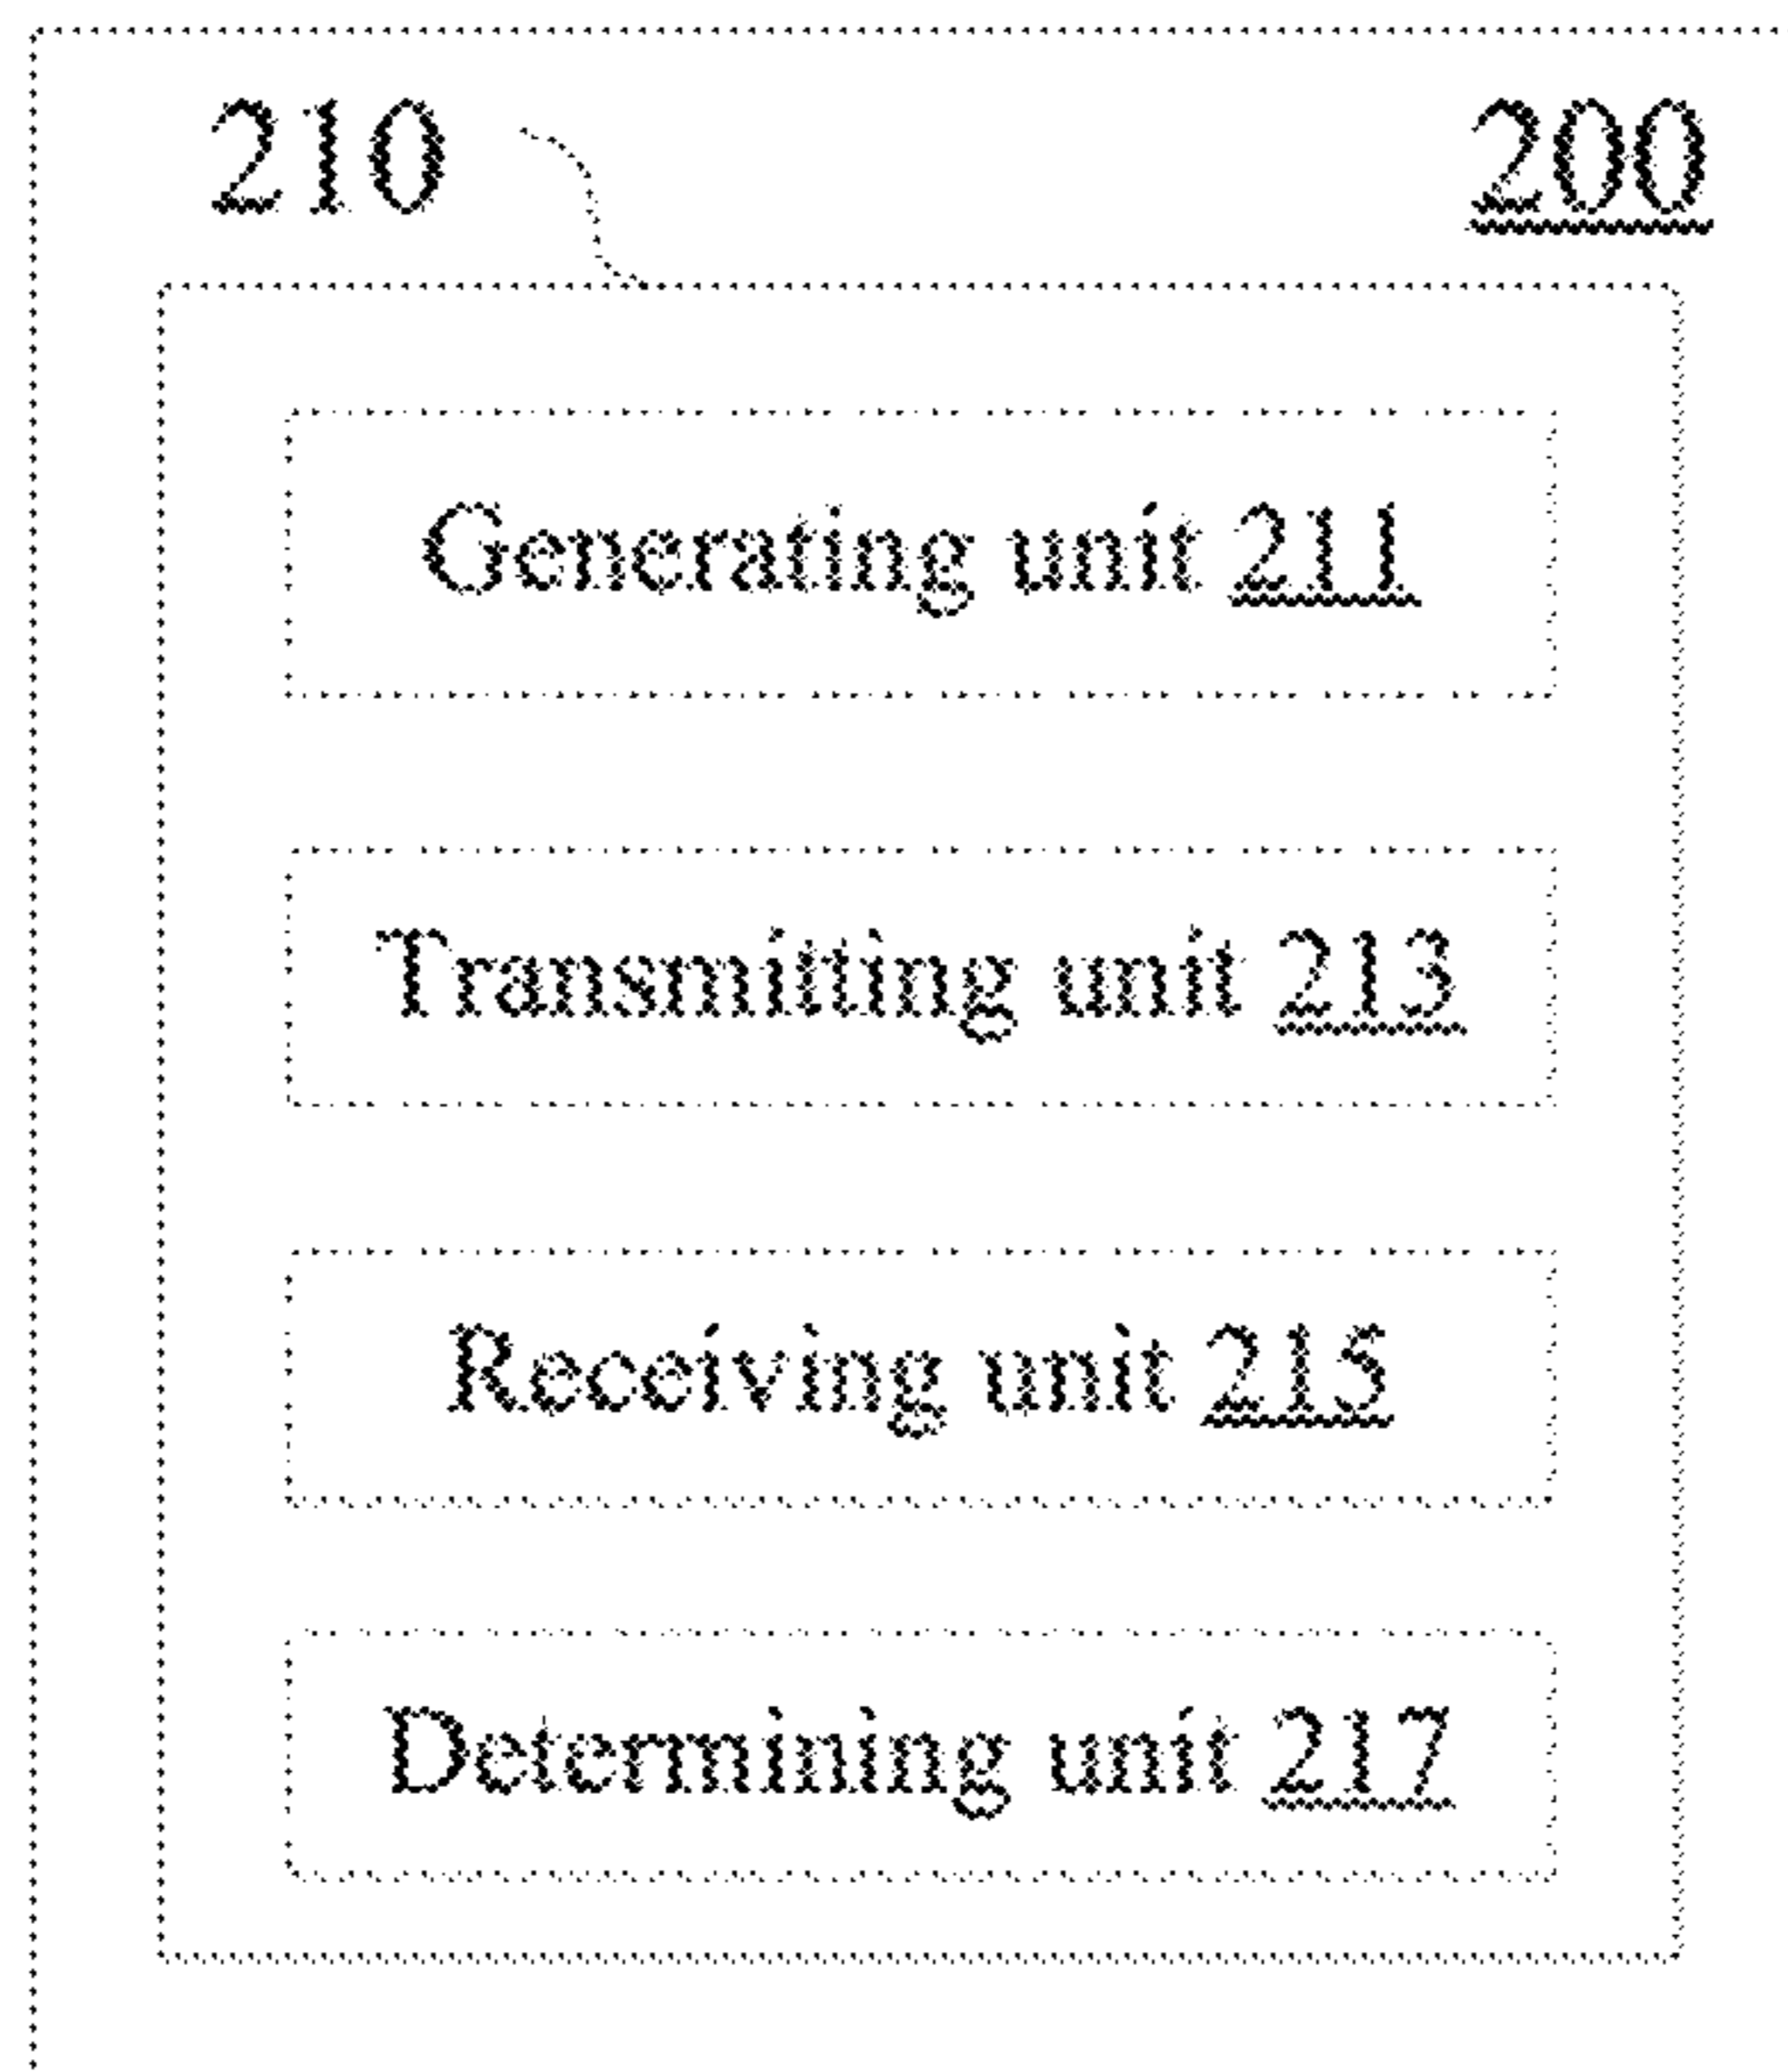 210 200
Generating unit 211
Transmitting unit 213
Receiving unit 215
Determining unit 217